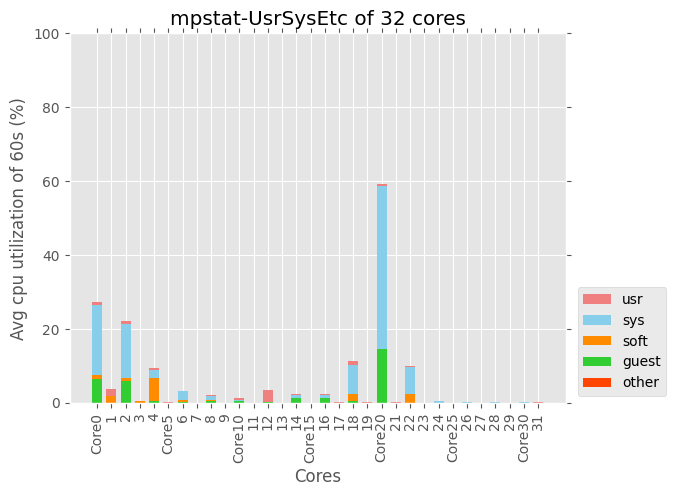 mpstat-UsrSysEtc of 32 cores
Avg cpu utilization of 60s (%)
100
80
60
40
20
0
Core0
1
2
3
4
Core5
6
7
8
9
Core10
11
12
13
14
Core15
16
17
18
19
Core20
21
22
23
24
Core25
26
27
28
29
Core30
31
Cores
usr
sys
soft
guest
other